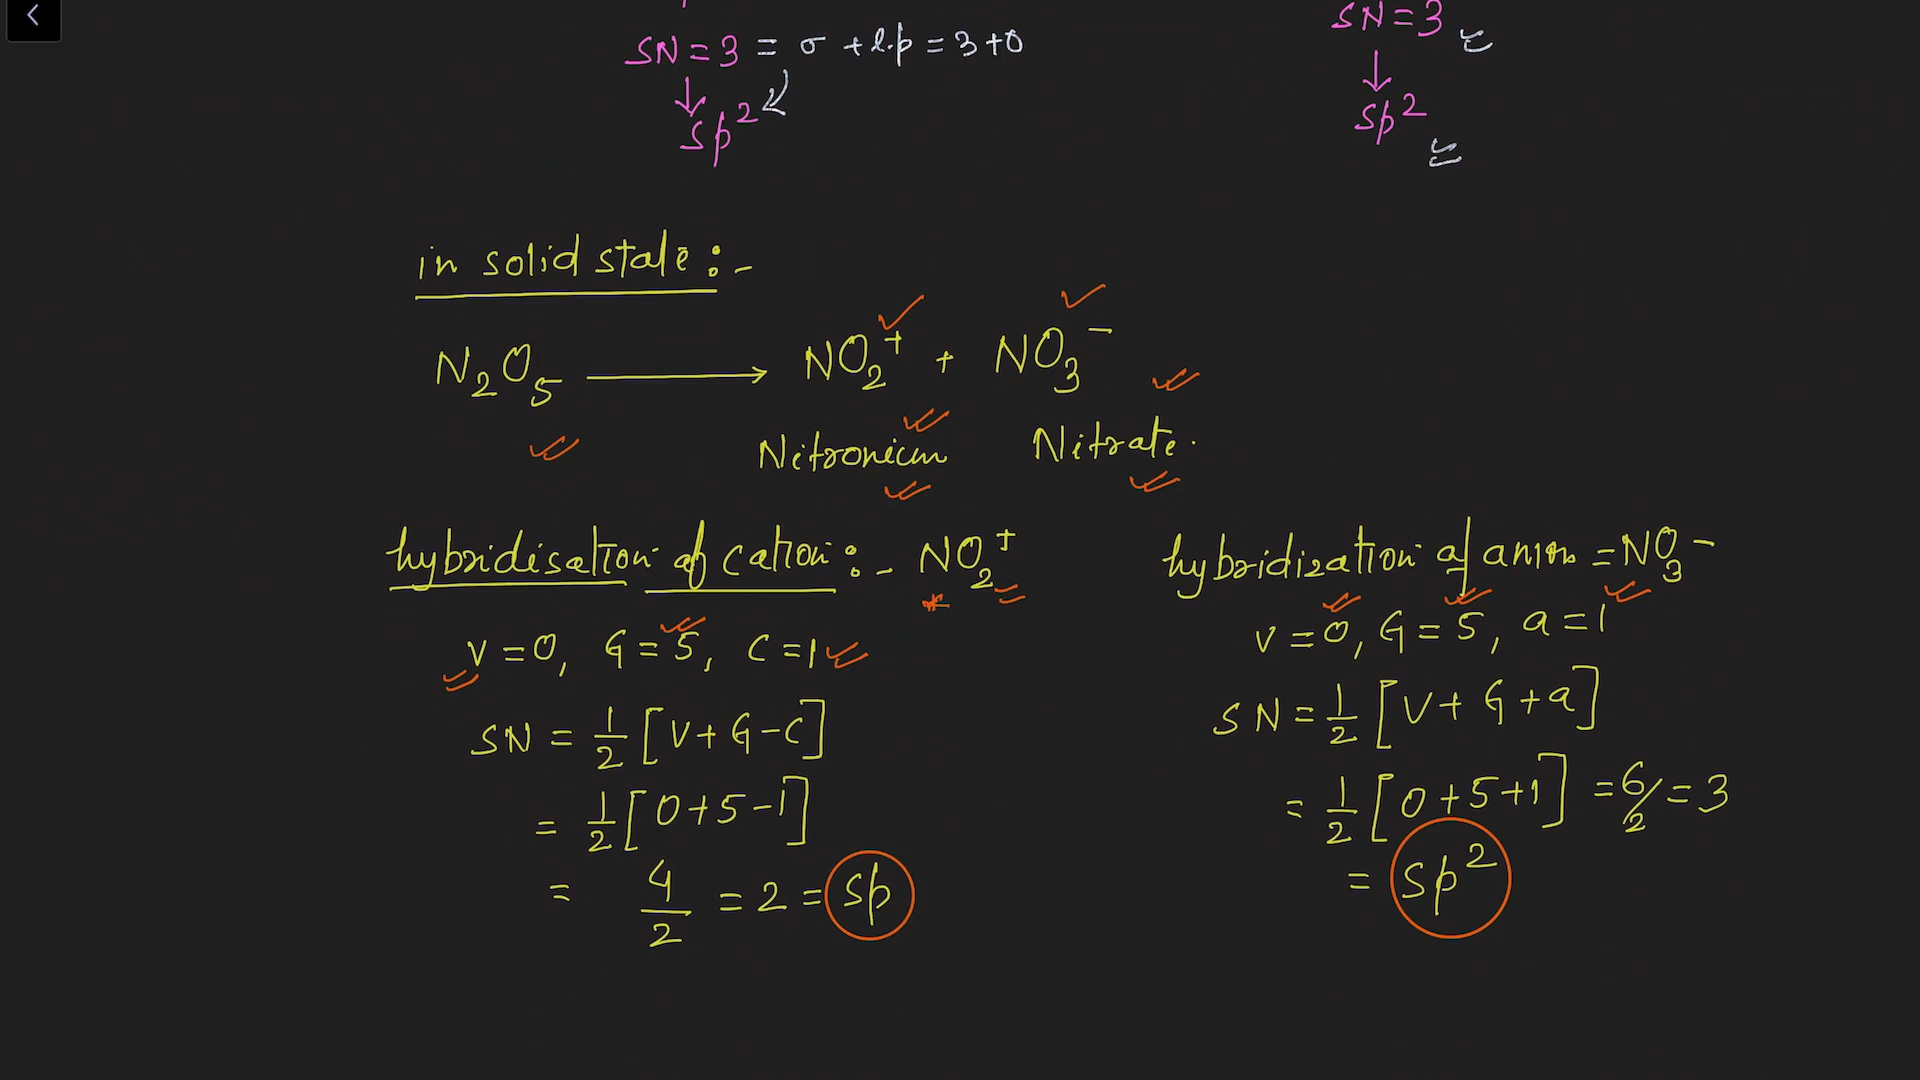 SN = 3 = σ + l.p = 3+0
sp²
SN = 3
sp²
in solid state :-
N₂O₅ ⟶ NO₂⁺ + NO₃⁻
Nitronium Nitrate.
hybridisation of cation :- NO₂⁺
V = 0, G = 5, C = 1
SN = 1/2 [V + G - C]
= 1/2 [0 + 5 - 1]
= 4/2 = 2 = sp
hybridization of anion = NO₃⁻
V = 0, G = 5, a = 1
SN = 1/2 [V + G + a]
= 1/2 [0 + 5 + 1] = 6/2 = 3
= sp²